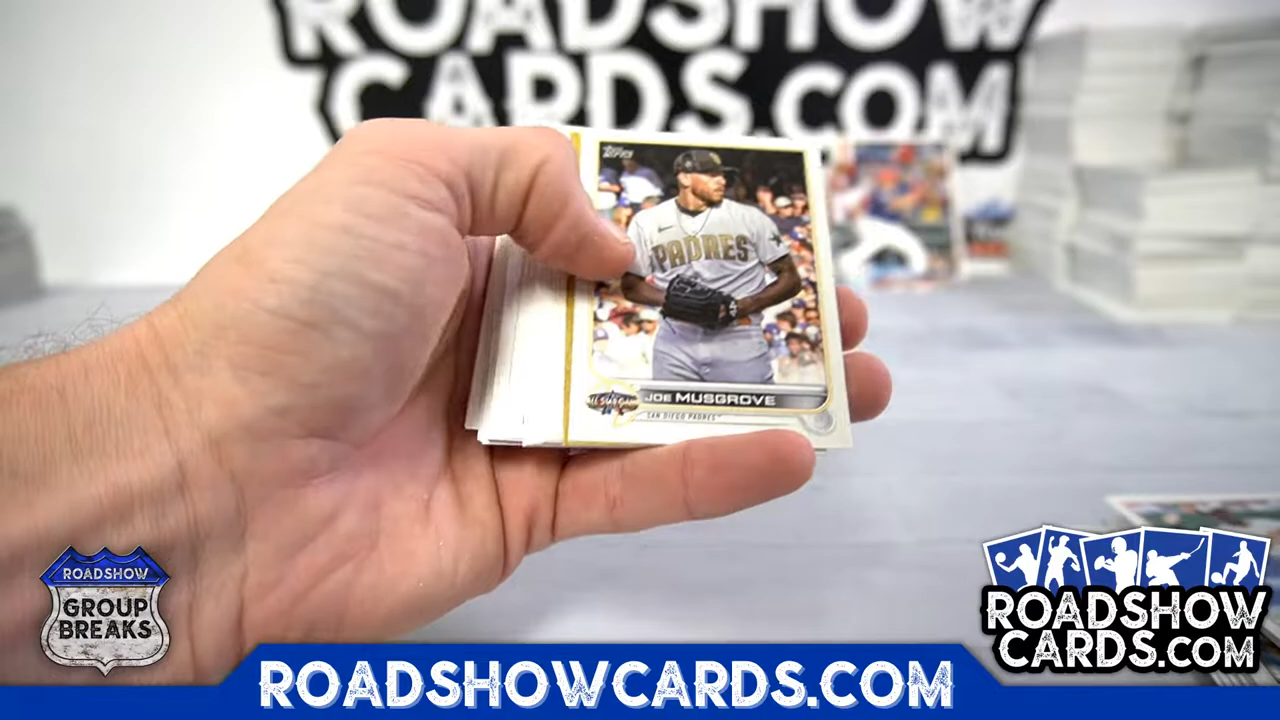 ROADSHOW
CARDS.COM
Topps
PADRES
JOE MUSGROVE
SAN DIEGO PADRES
ROADSHOW
GROUP
BREAKS
ROADSHOW
CARDS.COM
ROADSHOWCARDS.COM